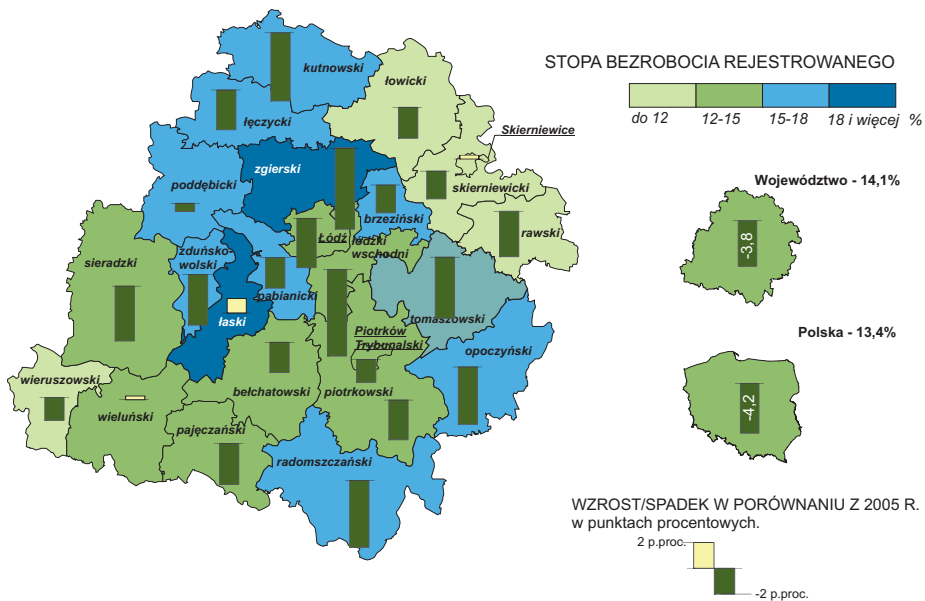 STOPA BEZROBOCIA REJESTROWANEGO
do 12
12-15
15-18
18 i więcej %
kutnowski
łowicki
łęczycki
Skierniewice
zgierski
poddębicki
skierniewicki
brzeziński
rawski
Łódź
łódzki
wschodni
sieradzki
zduńsko-
wolski
pabianicki
łaski
tomaszowski
Piotrków
Trybunalski
opoczyński
wieruszowski
wieluński
bełchatowski
piotrkowski
pajęczański
radomszczański
Województwo - 14,1%
-3,8
Polska - 13,4%
-4,2
WZROST/SPADEK W PORÓWNANIU Z 2005 R.
w punktach procentowych.
2 p.proc.
-2 p.proc.